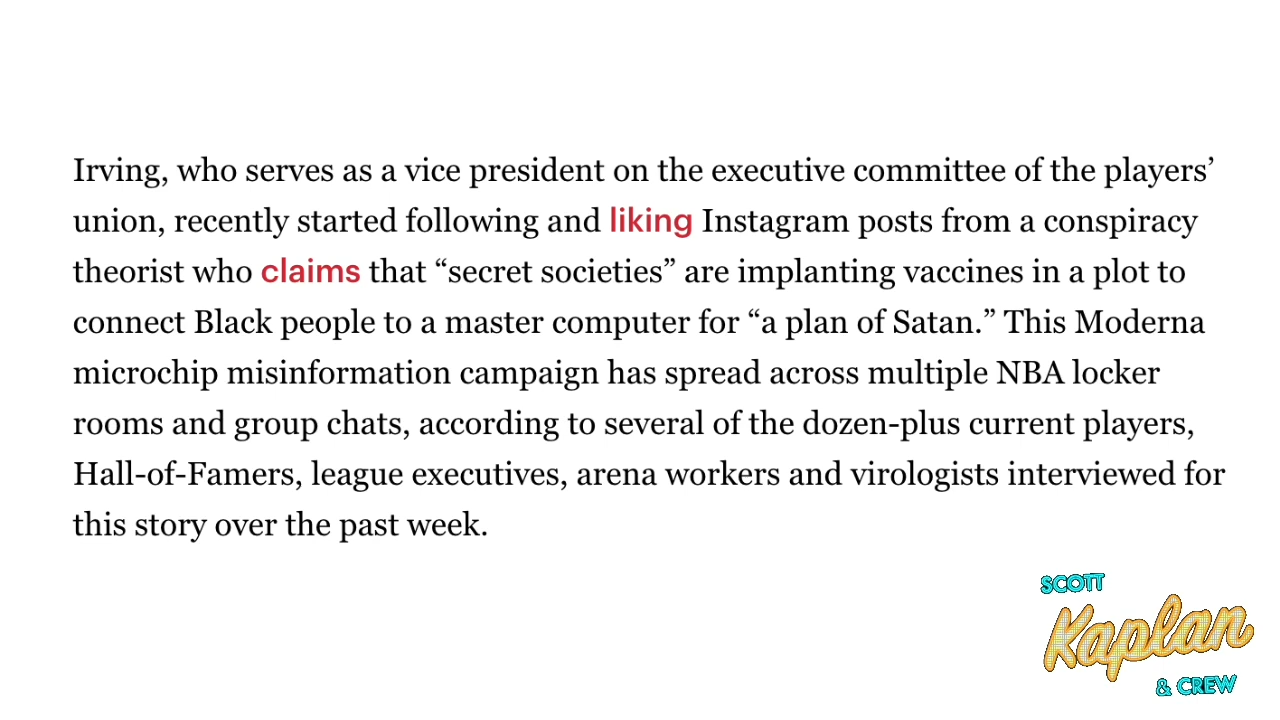 Irving, who serves as a vice president on the executive committee of the players’
union, recently started following and liking Instagram posts from a conspiracy
theorist who claims that “secret societies” are implanting vaccines in a plot to
connect Black people to a master computer for “a plan of Satan.” This Moderna
microchip misinformation campaign has spread across multiple NBA locker
rooms and group chats, according to several of the dozen-plus current players,
Hall-of-Famers, league executives, arena workers and virologists interviewed for
this story over the past week.
SCOTT
Kaplan
& CREW